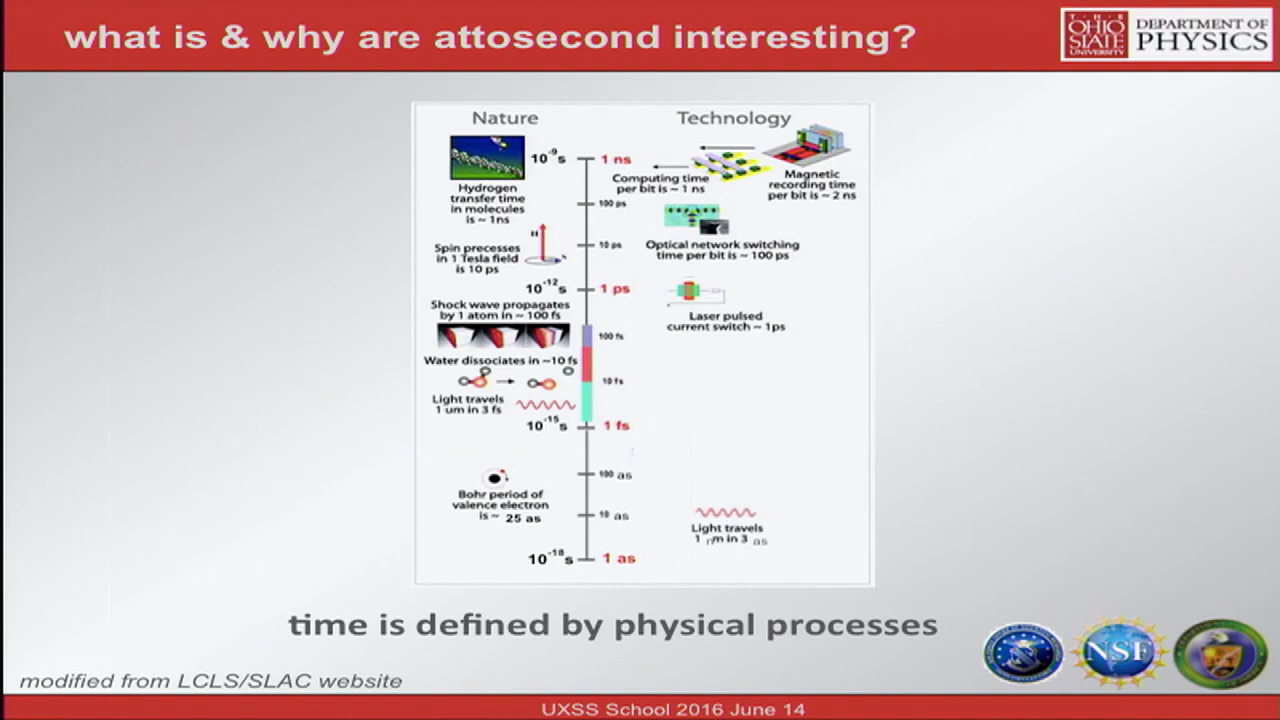 what is & why are attosecond interesting?
THE
OHIO
STATE
UNIVERSITY
DEPARTMENT OF
PHYSICS
Nature
Technology
10-9s
1 ns
Hydrogen
transfer time
in molecules
is ~ 1ns
Computing time
per bit is ~ 1 ns
Magnetic
recording time
per bit is ~ 2 ns
100 ps
H
Spin precesses
in 1 Tesla field
is 10 ps
10 ps
Optical network switching
time per bit is ~ 100 ps
10-12s
1 ps
Laser pulsed
current switch ~ 1ps
Shock wave propagates
by 1 atom in ~ 100 fs
100 fs
Water dissociates in ~10 fs
10 fs
Light travels
1 um in 3 fs
10-15s
1 fs
100 as
Bohr period of
valence electron
is ~ 25 as
10 as
Light travels
1 nm in 3 as
10-18s
1 as
time is defined by physical processes
NSF
modified from LCLS/SLAC website
UXSS School 2016 June 14